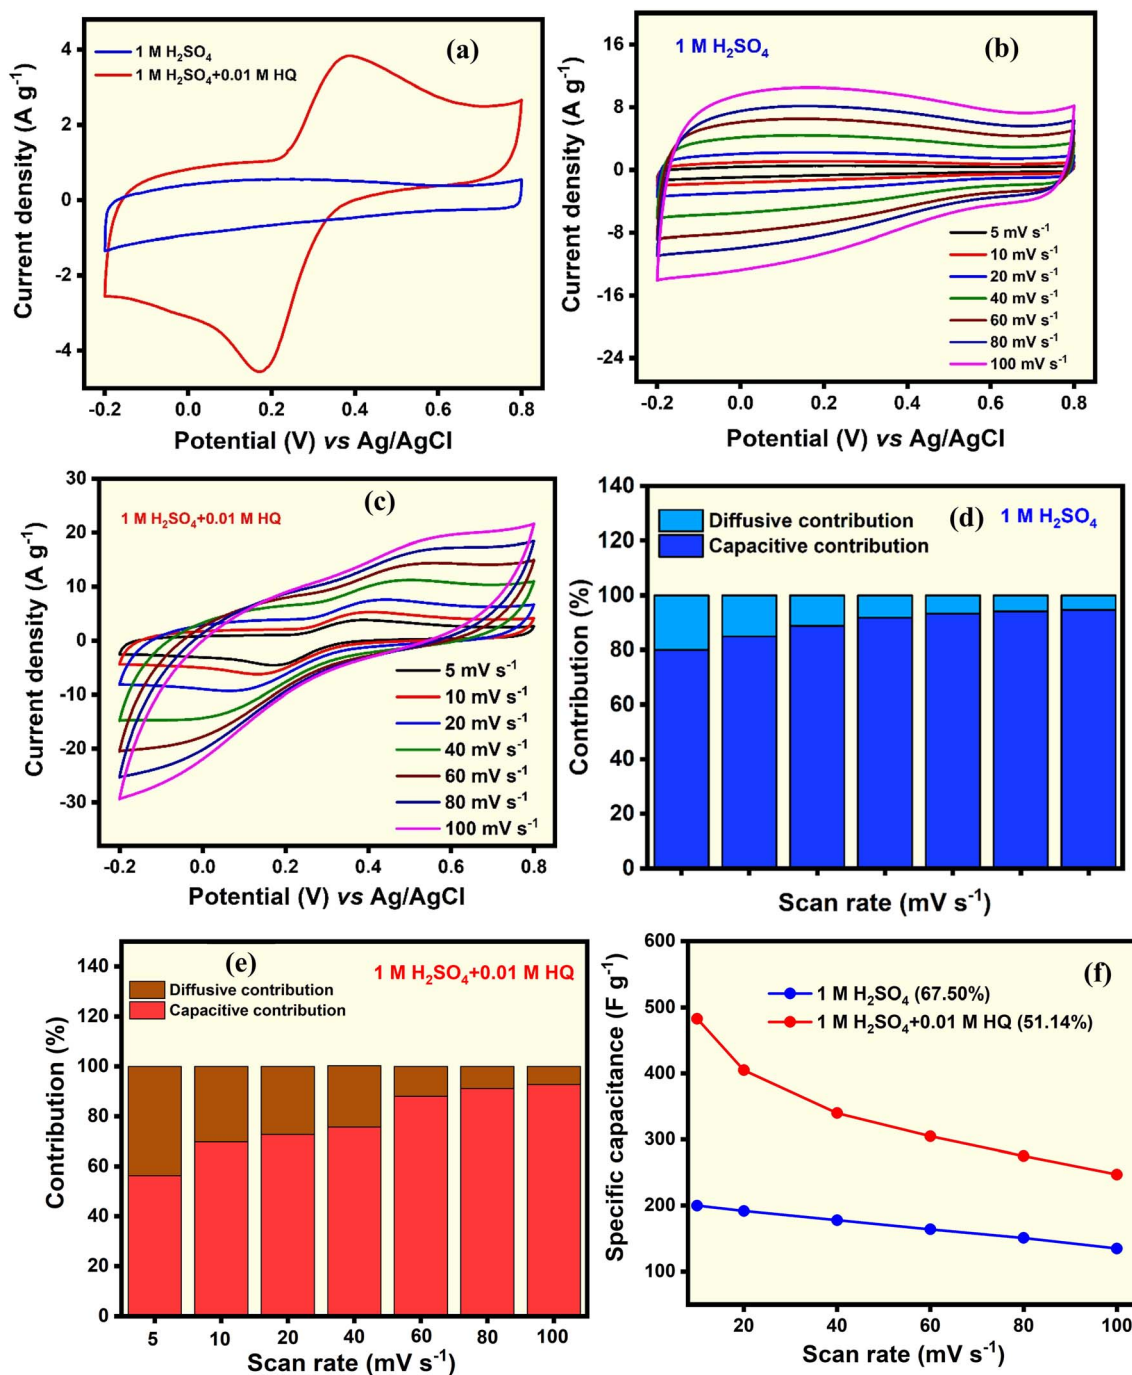 (a)
1 M H₂SO₄
1 M H₂SO₄+0.01 M HQ
Current density (A g⁻¹)
4
2
0
-2
-4
-0.2 0.0 0.2 0.4 0.6 0.8
Potential (V) vs Ag/AgCl
(b)
1 M H₂SO₄
Current density (A g⁻¹)
16
8
0
-8
-16
-24
5 mV s⁻¹
10 mV s⁻¹
20 mV s⁻¹
40 mV s⁻¹
60 mV s⁻¹
80 mV s⁻¹
100 mV s⁻¹
-0.2 0.0 0.2 0.4 0.6 0.8
Potential (V) vs Ag/AgCl
(c)
1 M H₂SO₄+0.01 M HQ
Current density (A g⁻¹)
30
20
10
0
-10
-20
-30
5 mV s⁻¹
10 mV s⁻¹
20 mV s⁻¹
40 mV s⁻¹
60 mV s⁻¹
80 mV s⁻¹
100 mV s⁻¹
-0.2 0.0 0.2 0.4 0.6 0.8
Potential (V) vs Ag/AgCl
(d)
1 M H₂SO₄
Diffusive contribution
Capacitive contribution
Contribution (%)
140
120
100
80
60
40
20
0
Scan rate (mV s⁻¹)
(e)
1 M H₂SO₄+0.01 M HQ
Diffusive contribution
Capacitive contribution
Contribution (%)
140
120
100
80
60
40
20
0
5 10 20 40 60 80 100
Scan rate (mV s⁻¹)
(f)
1 M H₂SO₄ (67.50%)
1 M H₂SO₄+0.01 M HQ (51.14%)
Specific capacitance (F g⁻¹)
600
500
400
300
200
100
20 40 60 80 100
Scan rate (mV s⁻¹)